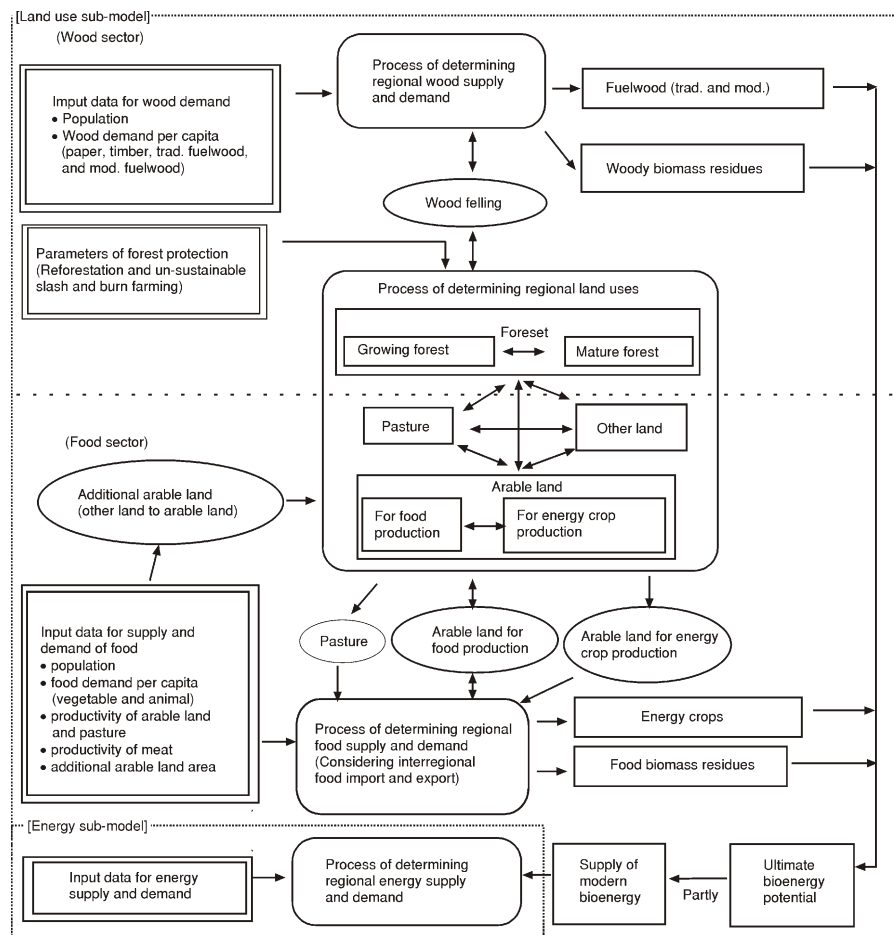 [Land use sub-model]
(Wood sector)
Imput data for wood demand
• Population
• Wood demand per capita
(paper, timber, trad. fuelwood,
and mod. fuelwood)
Process of determining
regional wood supply
and demand
Fuelwood (trad. and mod.)
Woody biomass residues
Wood felling
Parameters of forest protection
(Reforestation and un-sustainable
slash and burn farming)
Process of determining regional land uses
Foreset
Growing forest
Mature forest
Pasture
Other land
(Food sector)
Additional arable land
(other land to arable land)
Arable land
For food
production
For energy crop
production
Input data for supply and
demand of food
• population
• food demand per capita
(vegetable and animal)
• productivity of arable land
and pasture
• productivity of meat
• additional arable land area
Pasture
Arable land for
food production
Arable land for energy
crop production
Process of determining regional
food supply and demand
(Considering interregional
food import and export)
Energy crops
Food biomass residues
[Energy sub-model]
Input data for energy
supply and demand
Process of determining
regional energy supply
and demand
Supply of
modern
bioenergy
Partly
Ultimate
bioenergy
potential